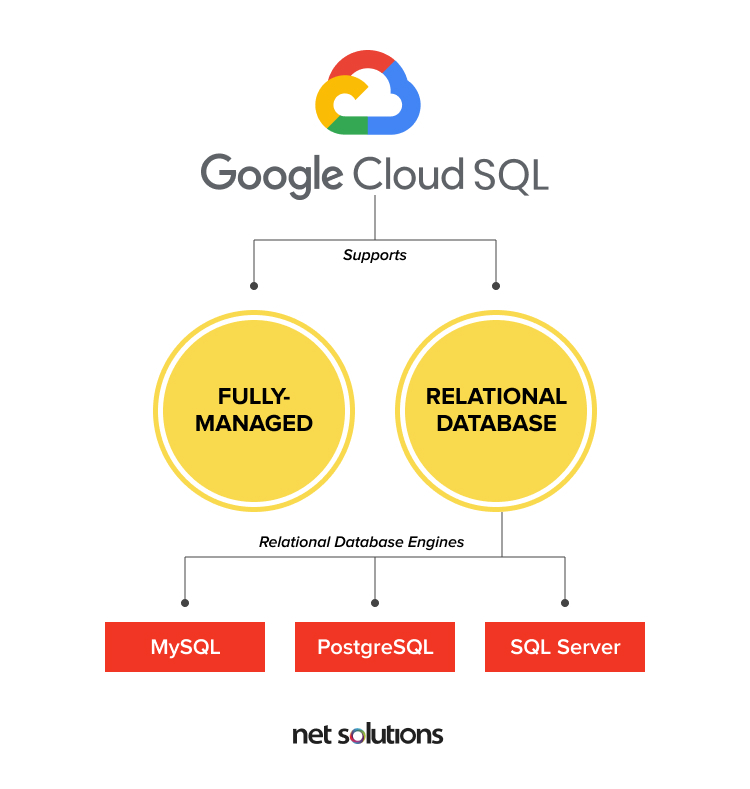 Google Cloud SQL
Supports
FULLY-
MANAGED
RELATIONAL
DATABASE
Relational Database Engines
MySQL
PostgreSQL
SQL Server
net solutions